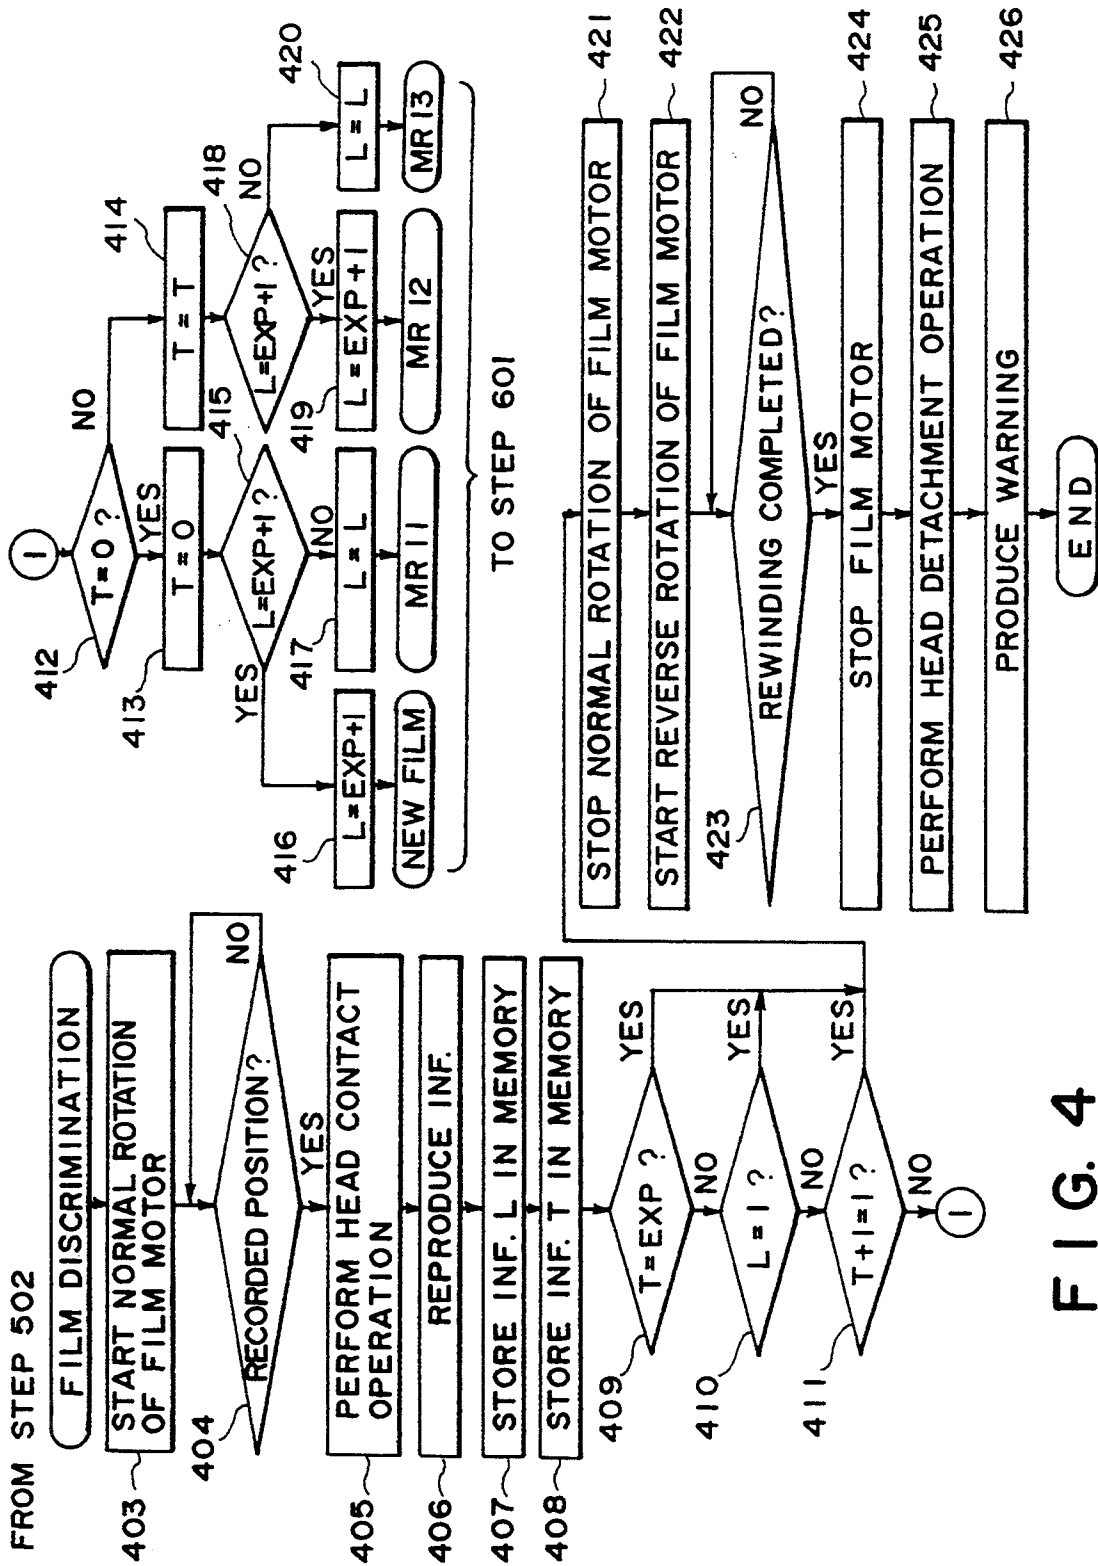 FROM STEP 502
FILM DISCRIMINATION
403
START NORMAL ROTATION
OF FILM MOTOR
404
RECORDED POSITION?
NO
YES
405
PERFORM HEAD CONTACT
OPERATION
406
REPRODUCE INF.
407
STORE INF. L IN MEMORY
408
STORE INF. T IN MEMORY
409
T=EXP ?
YES
NO
410
L=1 ?
YES
NO
411
T+1=1 ?
YES
NO
1
1
412
T=0 ?
NO
YES
413
T=0
414
T=T
415
L=EXP+1 ?
YES
NO
418
L=EXP+1 ?
NO
YES
416
L=EXP+1
417
L=L
419
L=EXP+1
420
L=L
NEW FILM
MR 11
MR 12
MR 13
TO STEP 601
421
STOP NORMAL ROTATION OF FILM MOTOR
422
START REVERSE ROTATION OF FILM MOTOR
423
REWINDING COMPLETED?
NO
YES
424
STOP FILM MOTOR
425
PERFORM HEAD DETACHMENT OPERATION
426
PRODUCE WARNING
END
FIG. 4